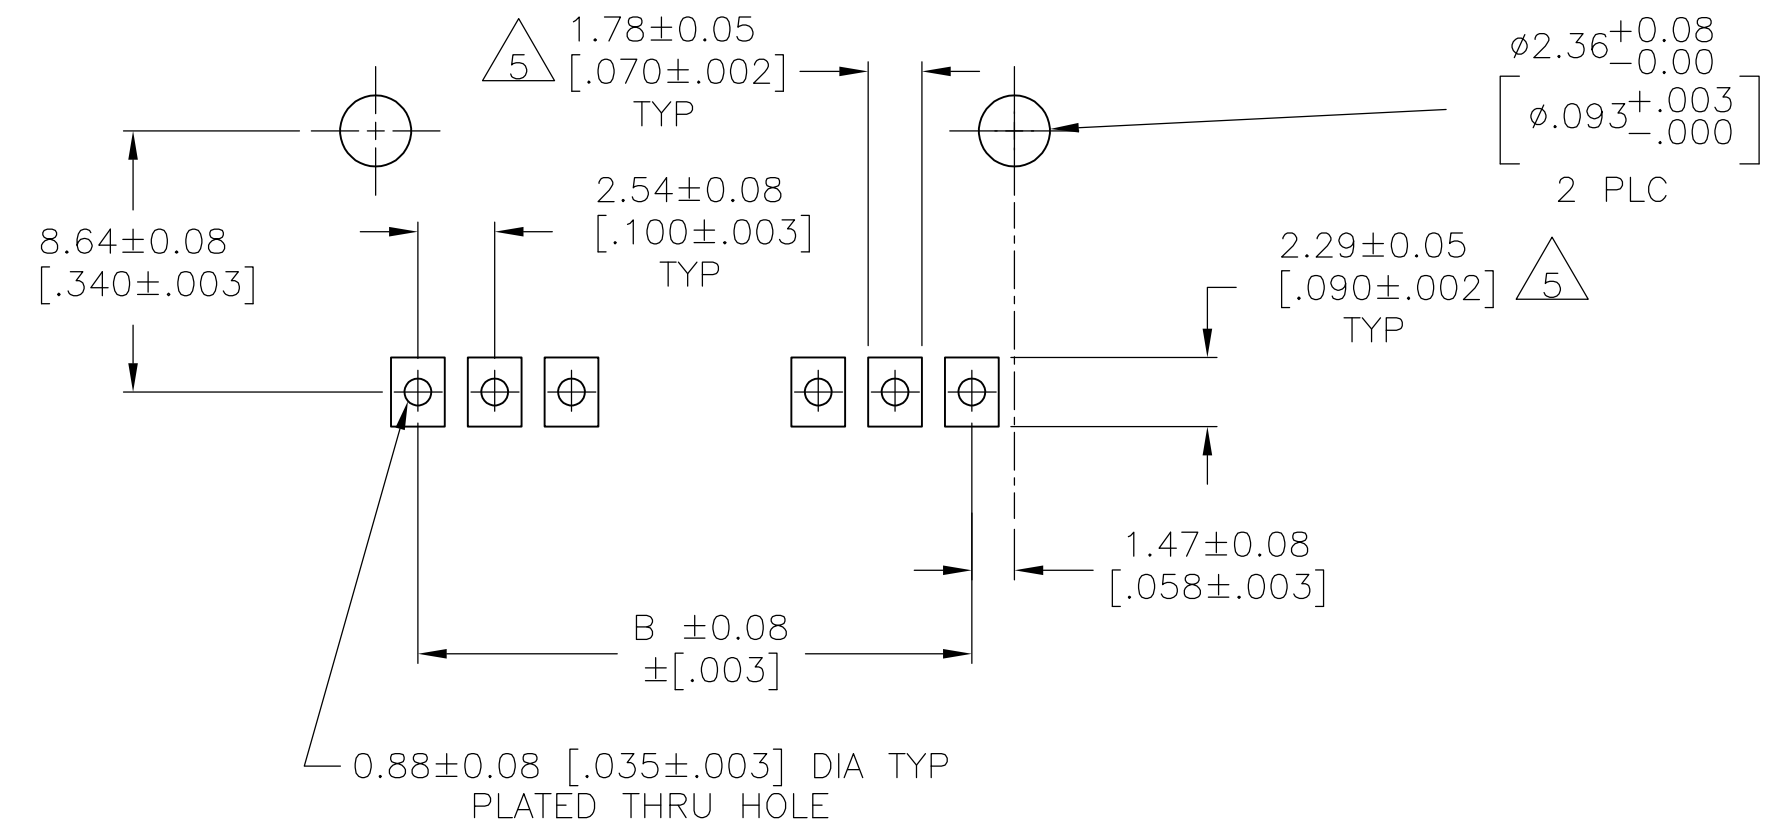 5
1.78±0.05
[.070±.002]
TYP
ø2.36+0.08
-0.00
[ø.093+.003
-.000]
2 PLC
2.54±0.08
[.100±.003]
TYP
8.64±0.08
[.340±.003]
2.29±0.05
[.090±.002]
TYP
5
1.47±0.08
[.058±.003]
B ±0.08
±[.003]
0.88±0.08 [.035±.003] DIA TYP
PLATED THRU HOLE